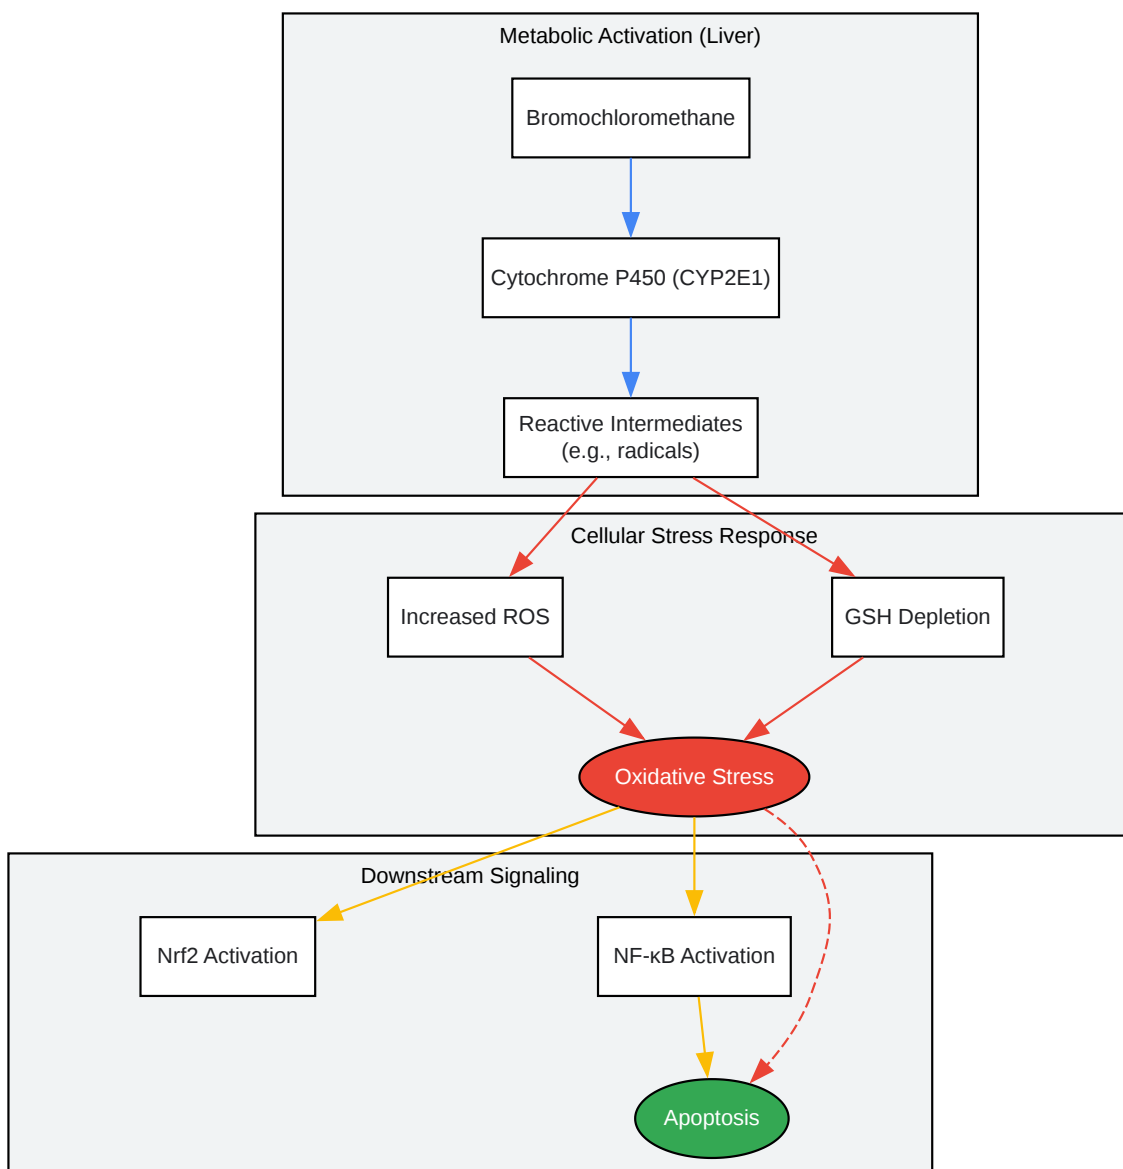 Metabolic Activation (Liver)
Bromochloromethane
Cytochrome P450 (CYP2E1)
Reactive Intermediates
(e.g., radicals)
Cellular Stress Response
Increased ROS
GSH Depletion
Oxidative Stress
Downstream Signaling
Nrf2 Activation
NF-κB Activation
Apoptosis